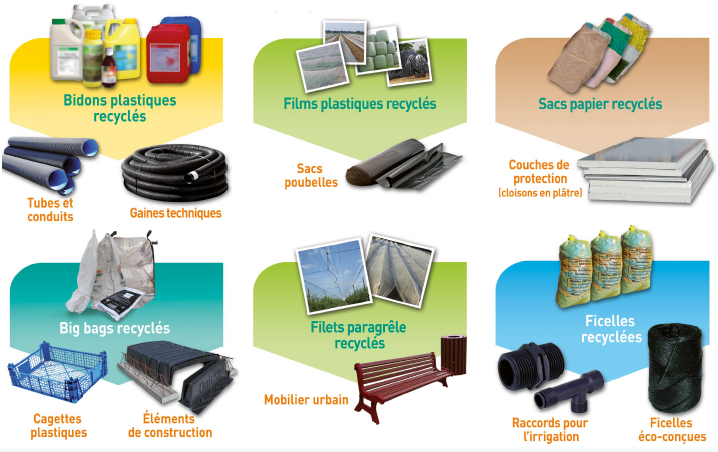 Bidons plastiques
recyclés
Tubes et
conduits
Gaines techniques
Films plastiques recyclés
Sacs
poubelles
Sacs papier recyclés
Couches de
protection
(cloisons en plâtre)
Big bags recyclés
Cagettes
plastiques
Éléments
de construction
Filets paragrêle
recyclés
Mobilier urbain
Ficelles
recyclées
Raccords pour
l'irrigation
Ficelles
éco-conçues